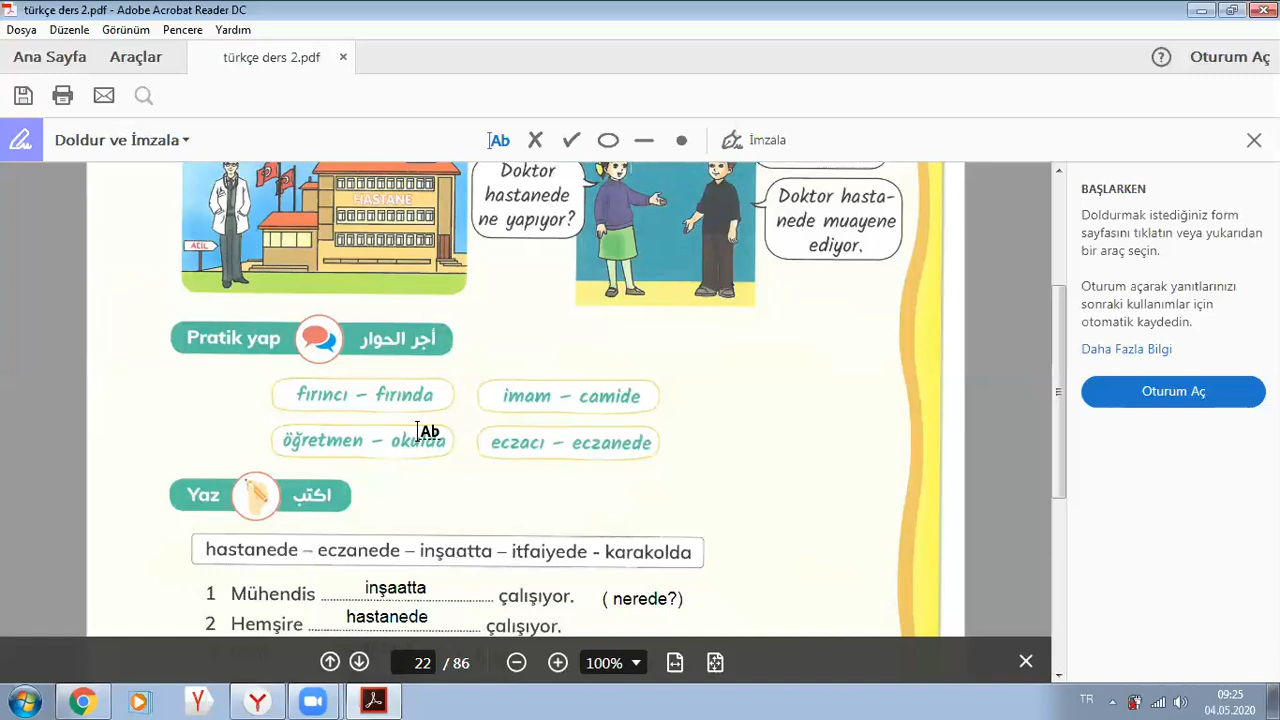 türkçe ders 2.pdf - Adobe Acrobat Reader DC
Dosya Düzenle Görünüm Pencere Yardım
Ana Sayfa Araçlar türkçe ders 2.pdf × Oturum Aç
Doldur ve İmzala Ab İmzala
HASTANE
ACİL
Doktor
hastanede
ne yapıyor?
Doktor hasta-
nede muayene
ediyor.
Pratik yap أجر الحوار
fırıncı – fırında imam – camide
öğretmen – okulda eczacı – eczanede
Ab
Yaz اكتب
hastanede – eczanede – inşaatta – itfaiyede - karakolda
1 Mühendis inşaatta çalışıyor. ( nerede?)
2 Hemşire hastanede çalışıyor.
BAŞLARKEN
Doldurmak istediğiniz form
sayfasını tıklatın veya yukarıdan
bir araç seçin.
Oturum açarak yanıtlarınızı
sonraki kullanımlar için
otomatik kaydedin.
Daha Fazla Bilgi
Oturum Aç
22 / 86 100%
TR 09:25
04.05.2020